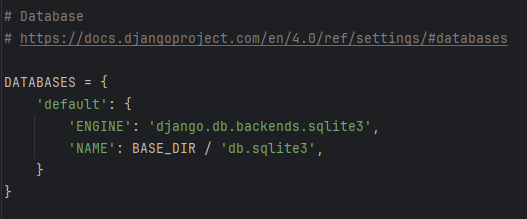 # Database
# https://docs.djangoproject.com/en/4.0/ref/settings/#databases

DATABASES = {
    'default': {
        'ENGINE': 'django.db.backends.sqlite3',
        'NAME': BASE_DIR / 'db.sqlite3',
    }
}